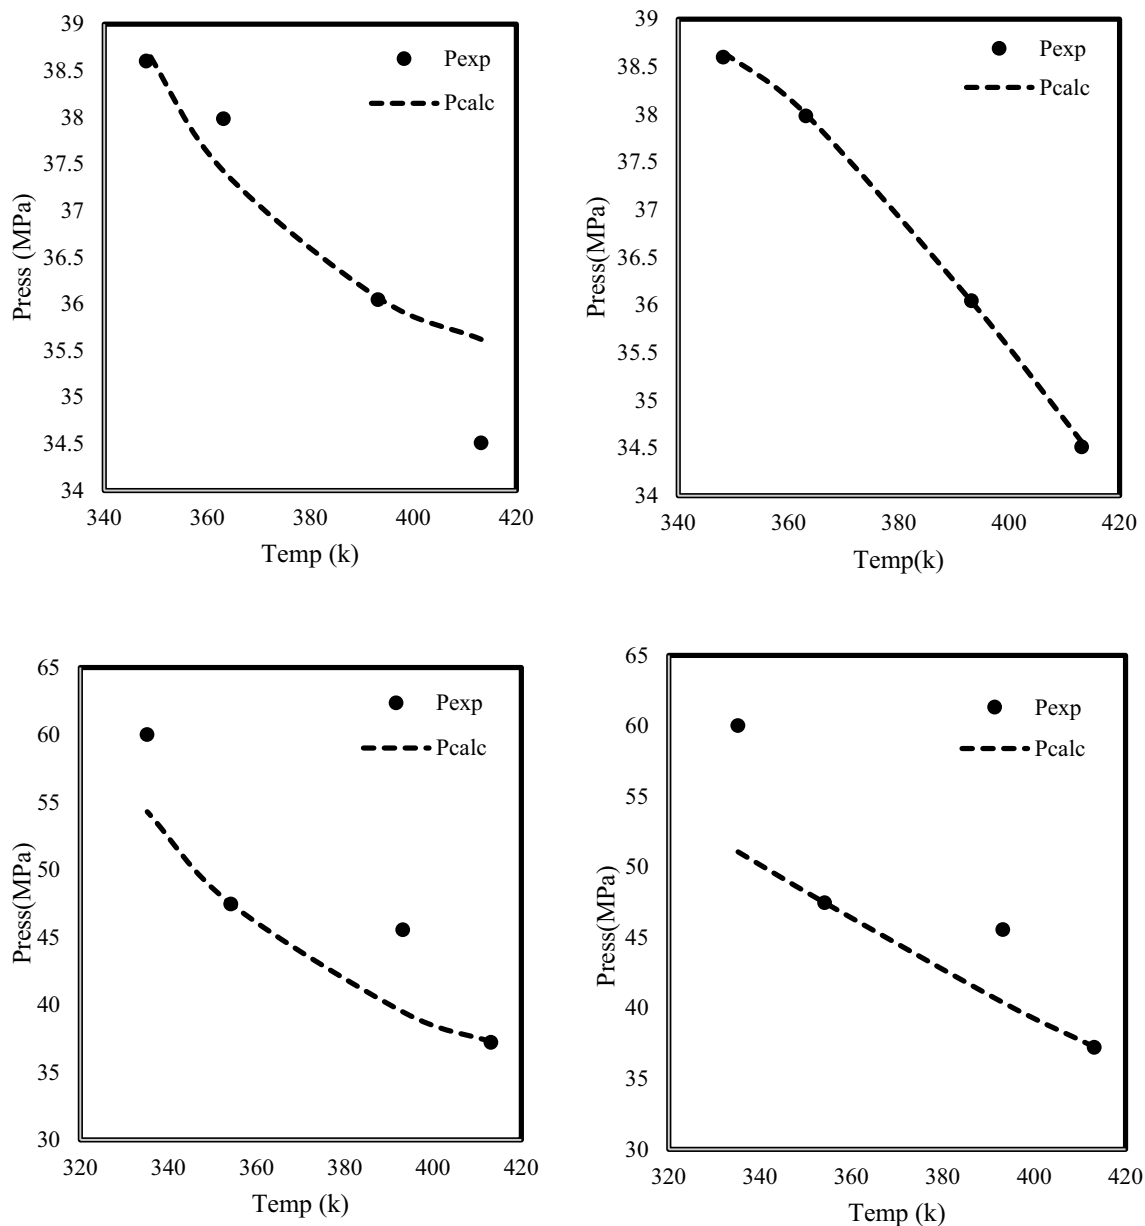 39
38.5
38
37.5
37
36.5
36
35.5
35
34.5
34
340 360 380 400 420
Press (MPa)
Temp (k)
Pexp
Pcalc
39
38.5
38
37.5
37
36.5
36
35.5
35
34.5
34
340 360 380 400 420
Press(MPa)
Temp(k)
Pexp
Pcalc
65
60
55
50
45
40
35
30
320 340 360 380 400 420
Press(MPa)
Temp (k)
Pexp
Pcalc
65
60
55
50
45
40
35
30
320 340 360 380 400 420
Press(MPa)
Temp (k)
Pexp
Pcalc